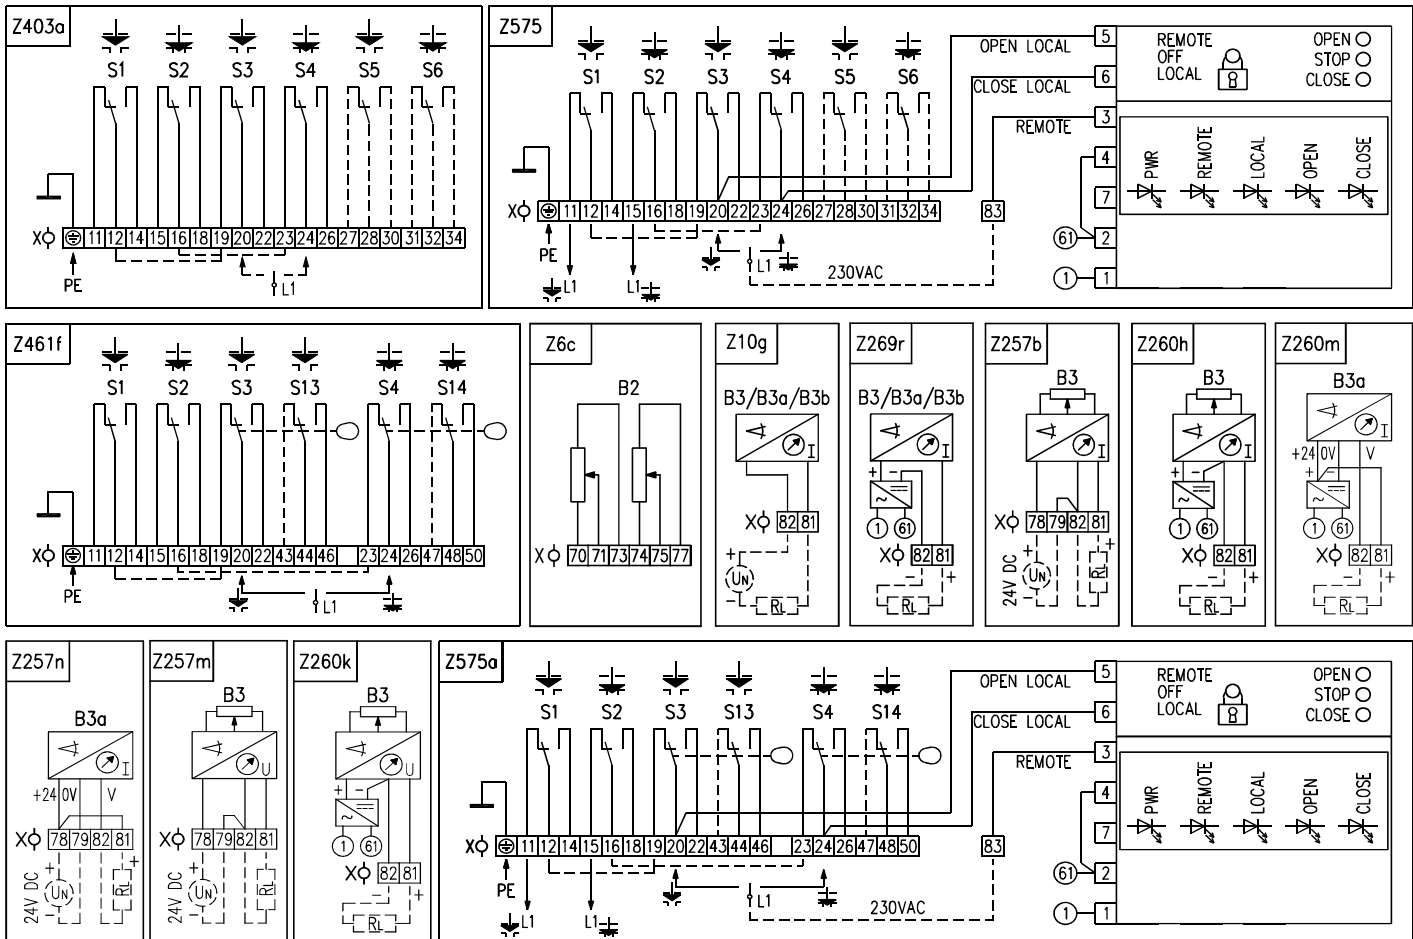 Z403a
S1 S2 S3 S4 S5 S6
X
11 12 14 15 16 18 19 20 22 23 24 26 27 28 30 31 32 34
PE
L1
Z575
S1 S2 S3 S4 S5 S6
OPEN LOCAL
CLOSE LOCAL
REMOTE
X
11 12 14 15 16 18 19 20 22 23 24 26 27 28 30 31 32 34
83
PE
L1
L1
L1
230VAC
5
6
3
4
7
2
1
61
1
REMOTE
OFF
LOCAL
OPEN
STOP
CLOSE
PWR
REMOTE
LOCAL
OPEN
CLOSE
Z461f
S1 S2 S3 S13 S4 S14
X
11 12 14 15 16 18 19 20 22 43 44 46 23 24 26 47 48 50
PE
L1
Z6c
B2
X
70 71 73 74 75 77
Z10g
B3/B3a/B3b
I
X
82 81
+
UN
-
RL
Z269r
B3/B3a/B3b
I
+ -
~
1 61
X
82 81
- +
RL
Z257b
B3
I
X
78 79 82 81
24V DC
+
UN
-
+
RL
Z260h
B3
I
+ -
~
1 61
X
82 81
- +
RL
Z260m
B3a
I
+24 0V V
+ -
~
1 61
X
82 81
- +
RL
Z257n
B3a
I
+24 0V V
X
78 79 82 81
24V DC
+
UN
-
+
RL
Z257m
B3
U
X
78 79 82 81
24V DC
+
UN
-
+
RL
Z260k
B3
U
+ -
~
1 61
X
82 81
- +
RL
Z575a
S1 S2 S3 S13 S4 S14
OPEN LOCAL
CLOSE LOCAL
REMOTE
X
11 12 14 15 16 18 19 20 22 43 44 46 23 24 26 47 48 50
83
PE
L1
L1
L1
230VAC
5
6
3
4
7
2
1
61
1
REMOTE
OFF
LOCAL
OPEN
STOP
CLOSE
PWR
REMOTE
LOCAL
OPEN
CLOSE